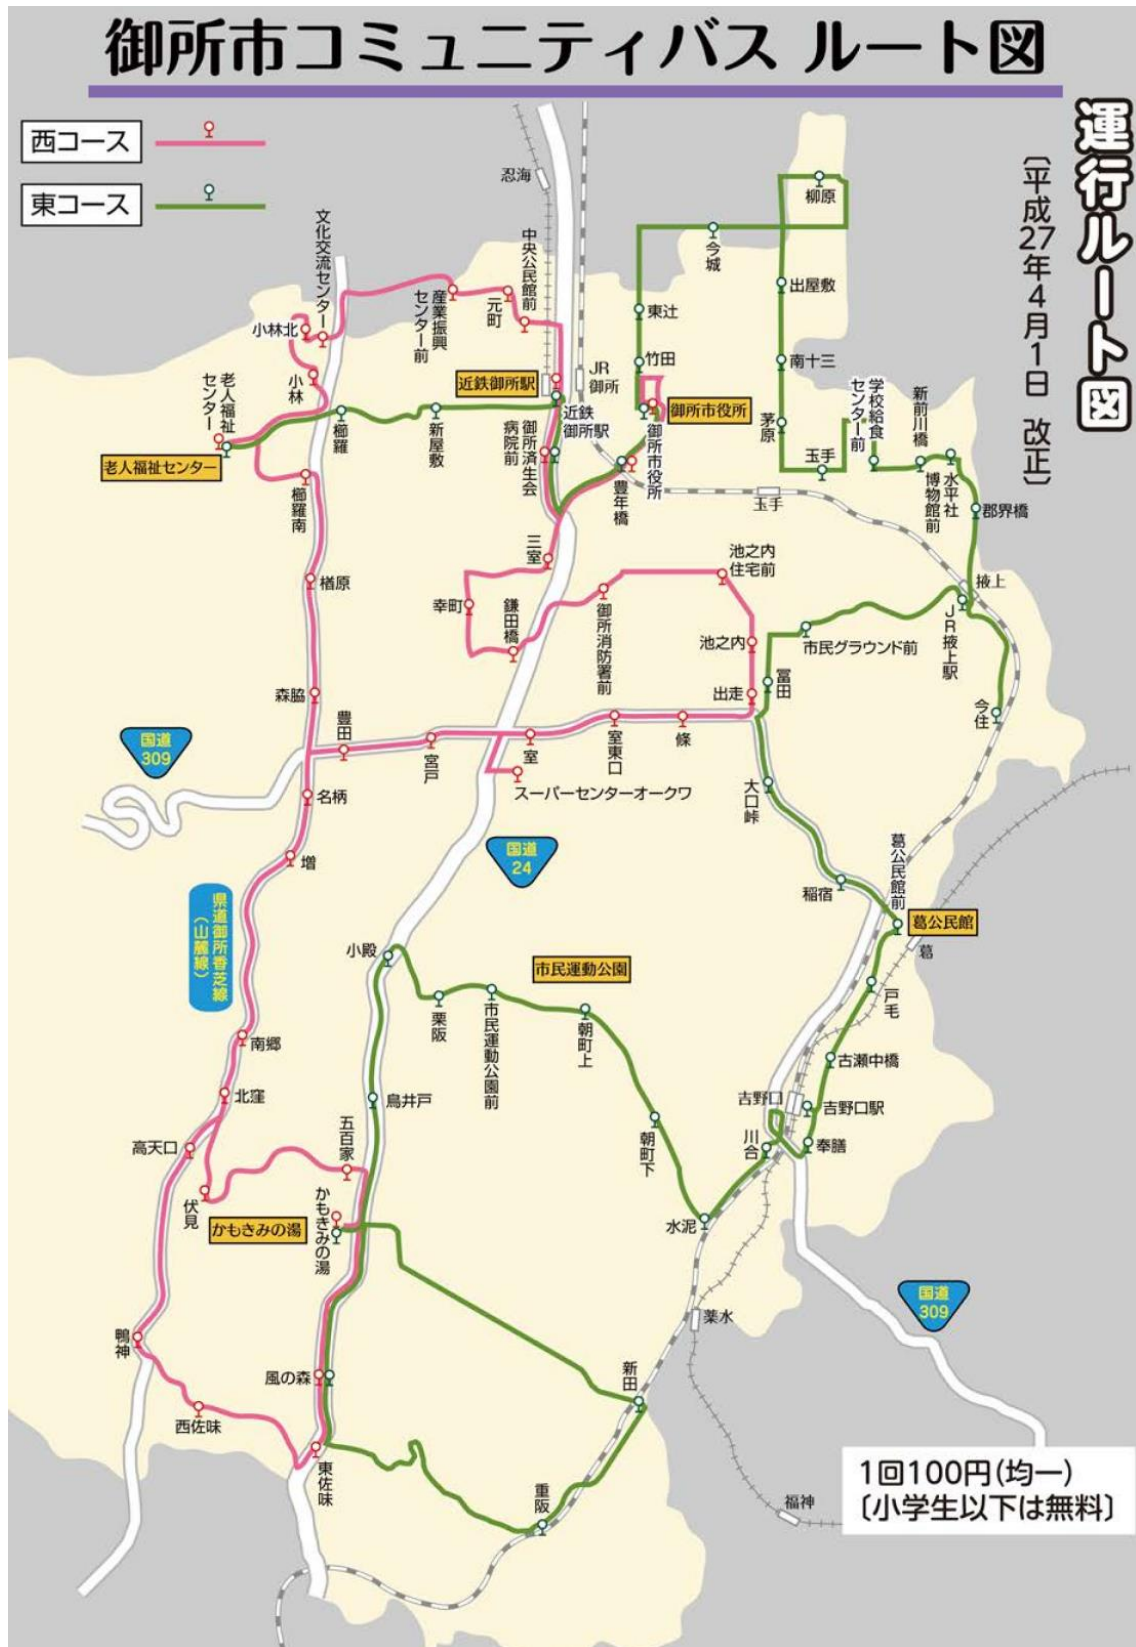 御所市コミュニティバス ルート図
運行ルート図
〔平成27年4月1日 改正〕
西コース
東コース
忍海
柳原
今城
中央公民館前
文化交流センター
産業振興センター前
元町
出屋敷
東辻
小林北
竹田
南十三
JR御所
近鉄御所駅
学校給食センター前
新前川橋
小林
老人福祉センター
櫛羅
新屋敷
近鉄御所駅
御所済生会病院前
御所市役所
御所市役所
茅原
玉手
豊年橋
水平社博物館前
老人福祉センター
櫛羅南
玉手
郡界橋
三室
池之内住宅前
楢原
幸町
鎌田橋
御所消防署前
掖上
JR掖上駅
市民グラウンド前
池之内
森脇
出走
冨田
今住
国道309
豊田
宮戸
室
室東口
條
名柄
スーパーセンターオークワ
大口峠
増
国道24
葛公民館前
稲宿
県道御所香芝線（山麓線）
葛公民館
葛
小殿
市民運動公園
栗阪
市民運動公園前
朝町上
戸毛
南郷
古瀬中橋
北窪
鳥井戸
吉野口
吉野口駅
高天口
五百家
朝町下
川合
奉膳
伏見
かもきみの湯
かもきみの湯
水泥
国道309
薬水
鴨神
風の森
新田
西佐味
東佐味
重阪
福神
1回100円(均一)
〔小学生以下は無料〕